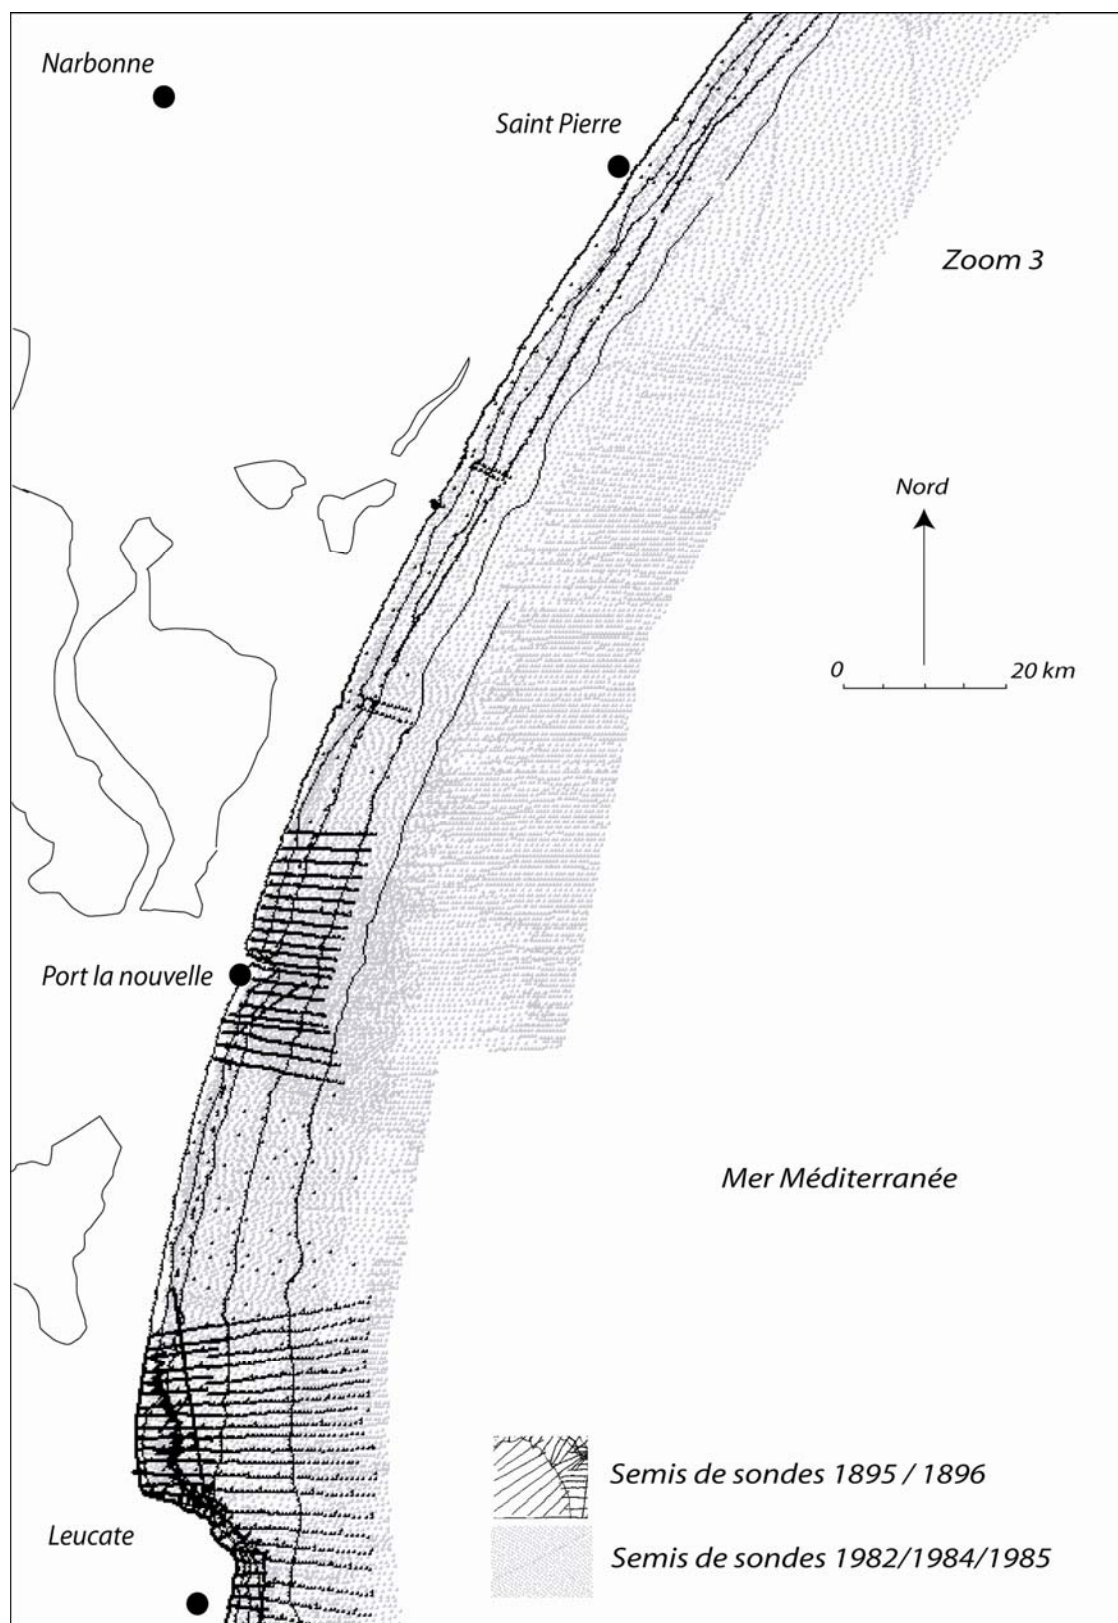 Narbonne
Saint Pierre
Zoom 3
Nord
0 20 km
Port la nouvelle
Mer Méditerranée
Semis de sondes 1895 / 1896
Leucate
Semis de sondes 1982/1984/1985